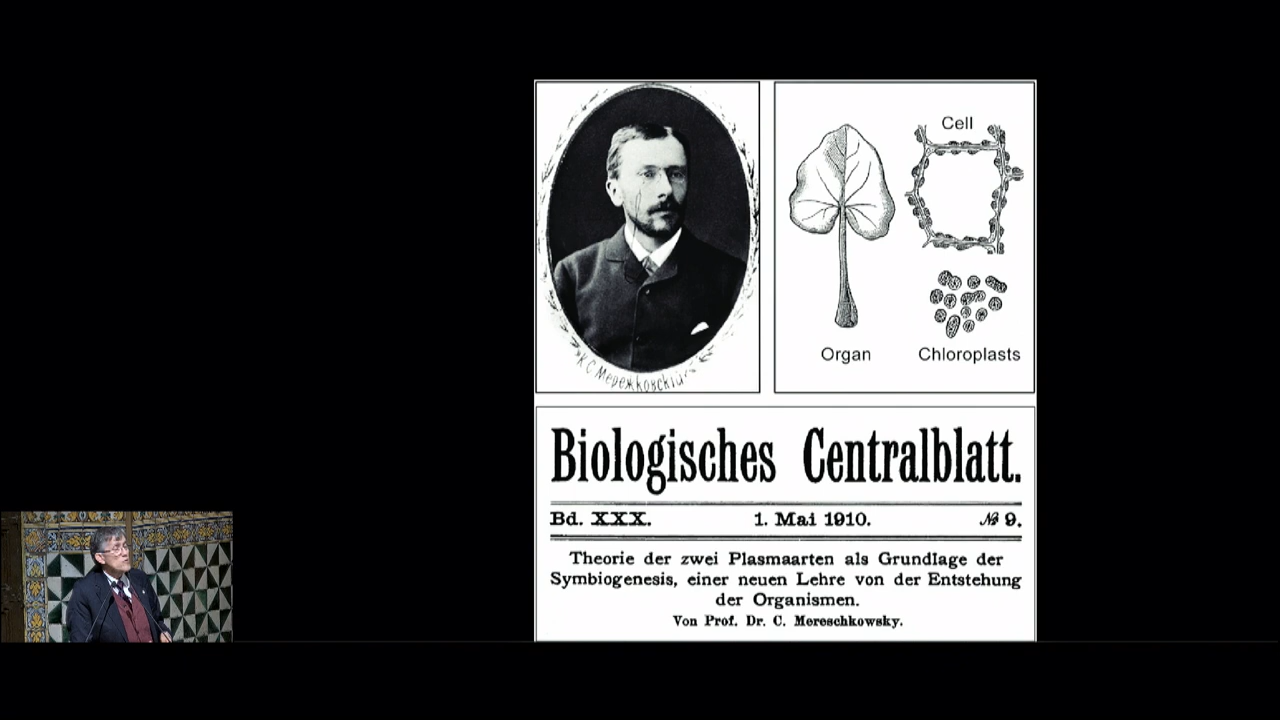 К С Мережковскій
Cell
Organ
Chloroplasts
Biologisches Centralblatt.
Bd. XXX. 1. Mai 1910. № 9.
Theorie der zwei Plasmaarten als Grundlage der
Symbiogenesis, einer neuen Lehre von der Entstehung
der Organismen.
Von Prof. Dr. C. Mereschkowsky.